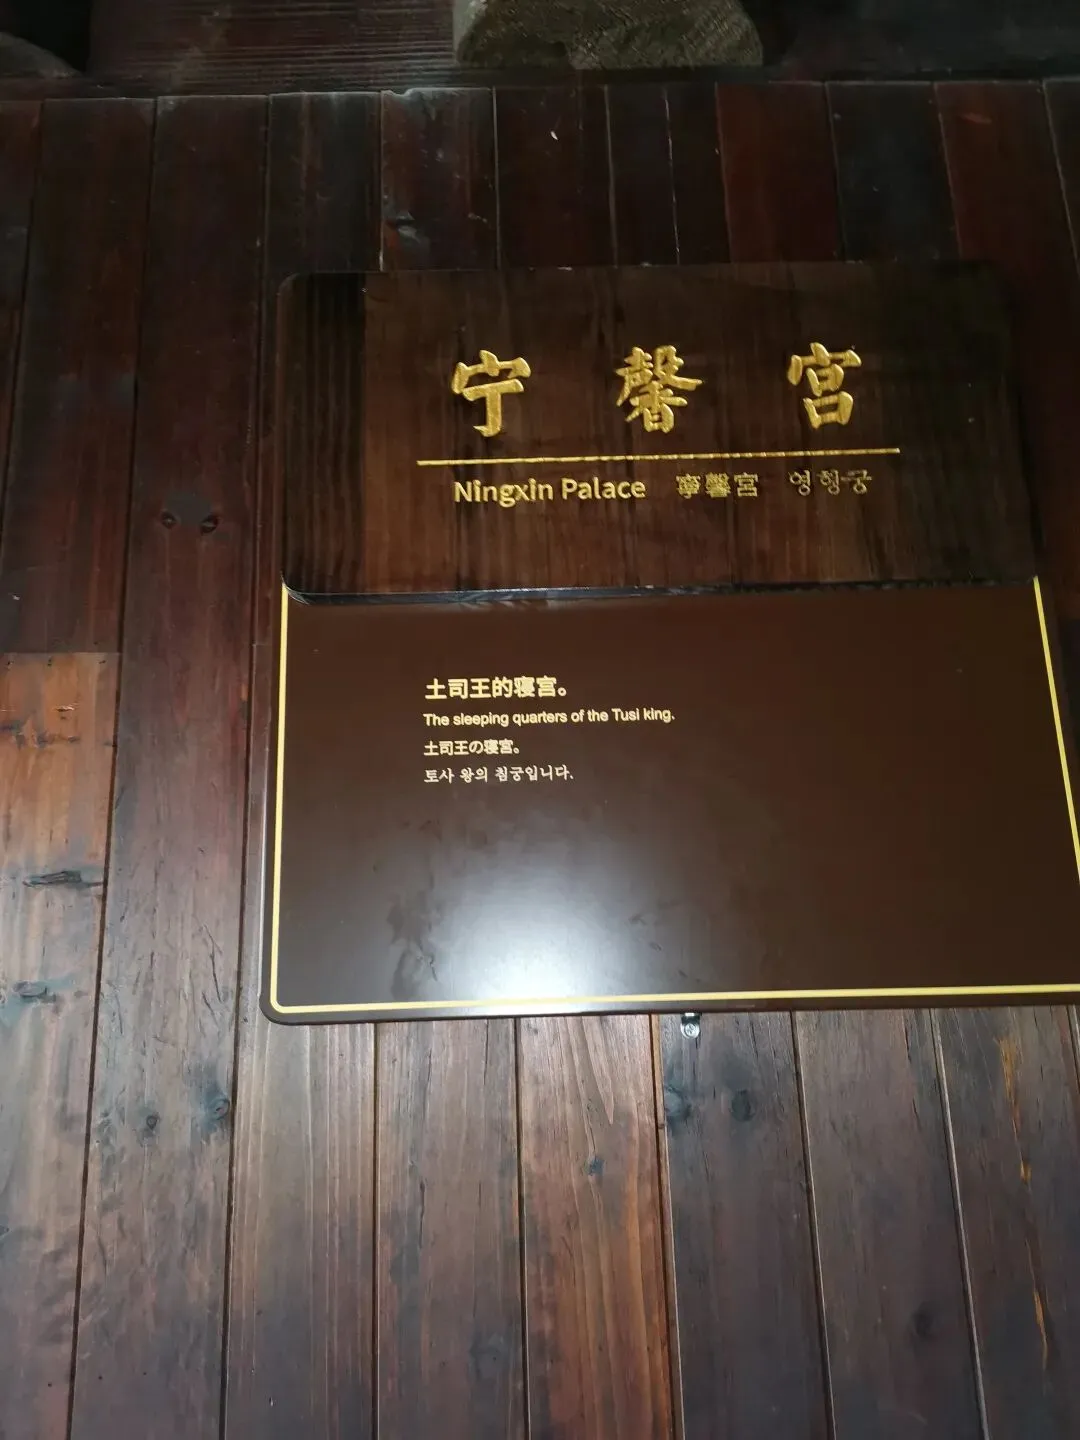 宁馨宫
Ningxin Palace 寧馨宮 영형궁
土司王的寝宫。
The sleeping quarters of the Tusi king.
土司王の寝宮。
토사 왕의 침궁입니다.